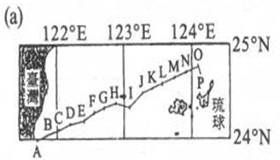 122°E 123°E 124°E
25°N
24°N
臺灣
琉球
A
B C D E F G H I J K L M N O
P